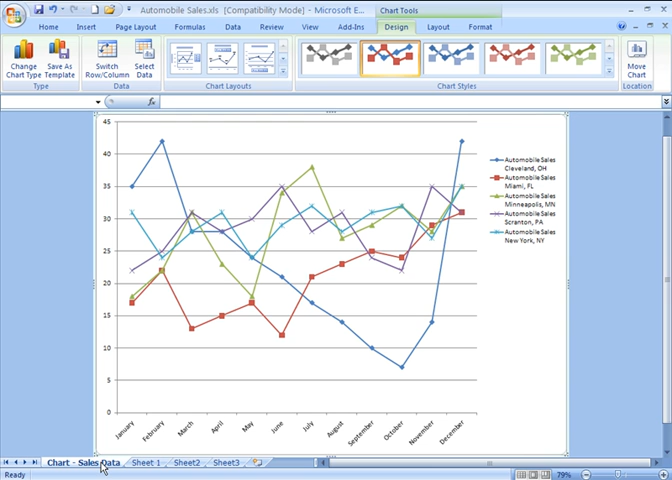 Automobile Sales.xls [Compatibility Mode] - Microsoft E...
Chart Tools
Home Insert Page Layout Formulas Data Review View Add-Ins Design Layout Format
Change Chart Type
Save As Template
Switch Row/Column
Select Data
Move Chart
Type Data Chart Layouts Chart Styles Location
fx
45
40
35
30
25
20
15
10
5
0
January February March April May June July August September October November December
Automobile Sales
Cleveland, OH
Automobile Sales
Miami, FL
Automobile Sales
Minneapolis, MN
Automobile Sales
Scranton, PA
Automobile Sales
New York, NY
Chart - Sales Data Sheet 1 Sheet2 Sheet3
Ready 79%